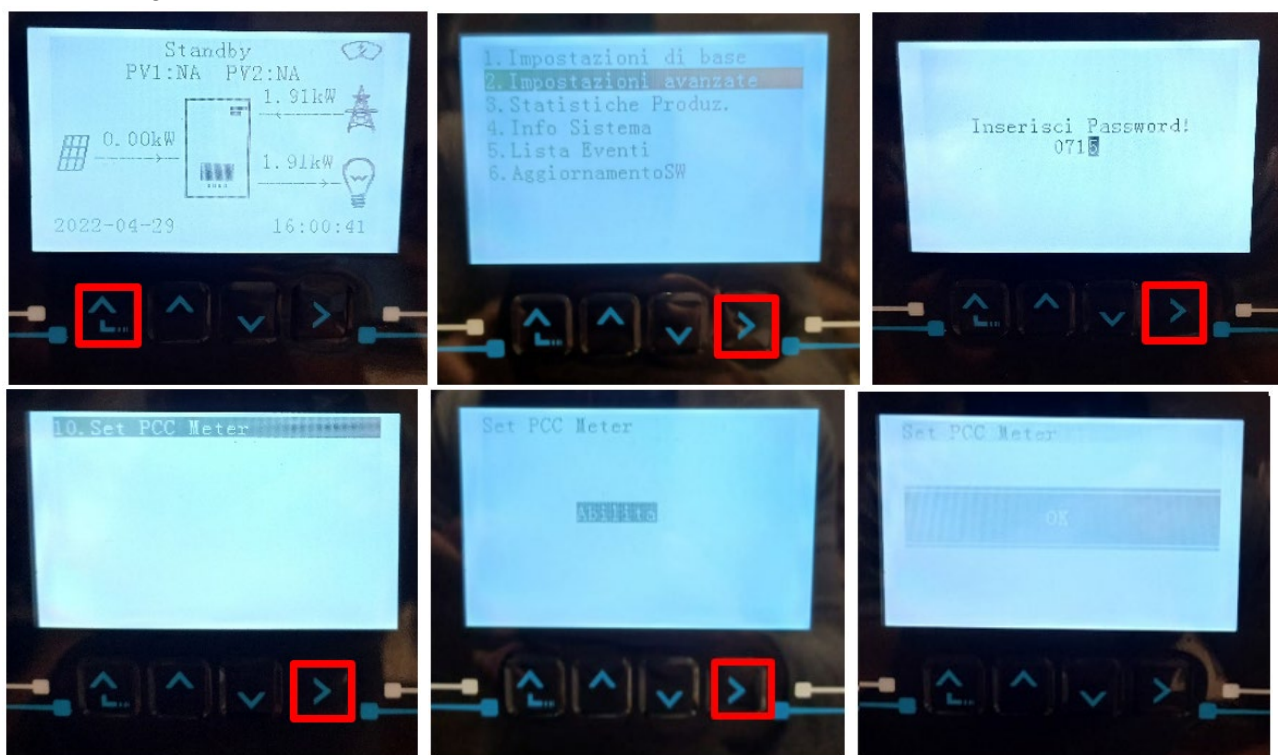 Standby
PV1:NA PV2:NA
1.91kW
0.00kW
1.91kW
2022-04-29 16:00:41
1.Impostazioni di base
2.Impostazioni avanzate
3.Statistiche Produz.
4.Info Sistema
5.Lista Eventi
6.AggiornamentoSW
Inserisci Password!
0715
10.Set PCC Meter
Set PCC Meter
Abilita
Set PCC Meter
OK